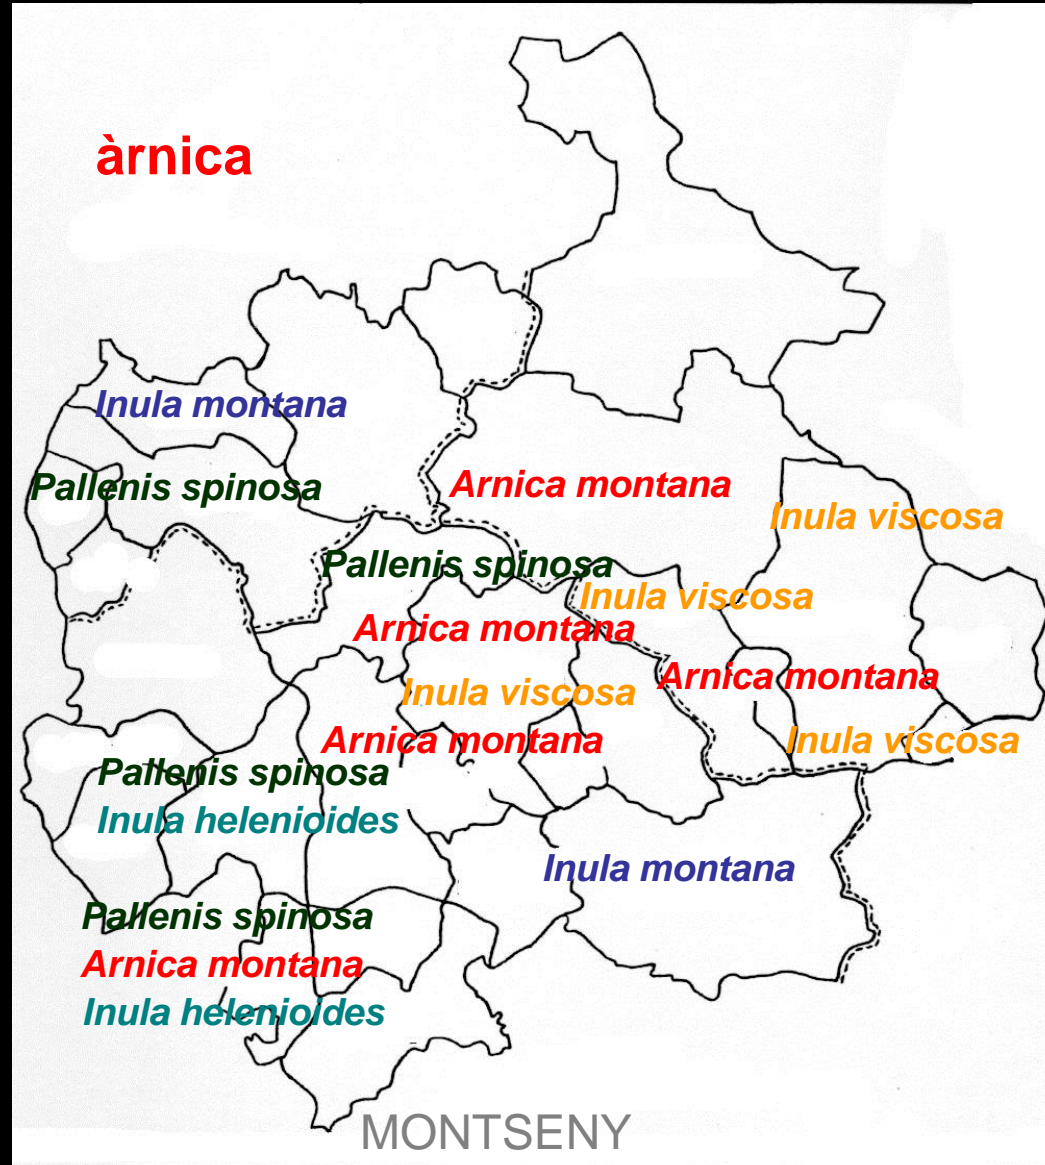 àrnica
Inula montana
Pallenis spinosa
Arnica montana
Inula viscosa
Pallenis spinosa
Inula viscosa
Arnica montana
Arnica montana
Inula viscosa
Arnica montana
Inula viscosa
Pallenis spinosa
Inula helenioides
Inula montana
Pallenis spinosa
Arnica montana
Inula helenioides
MONTSENY